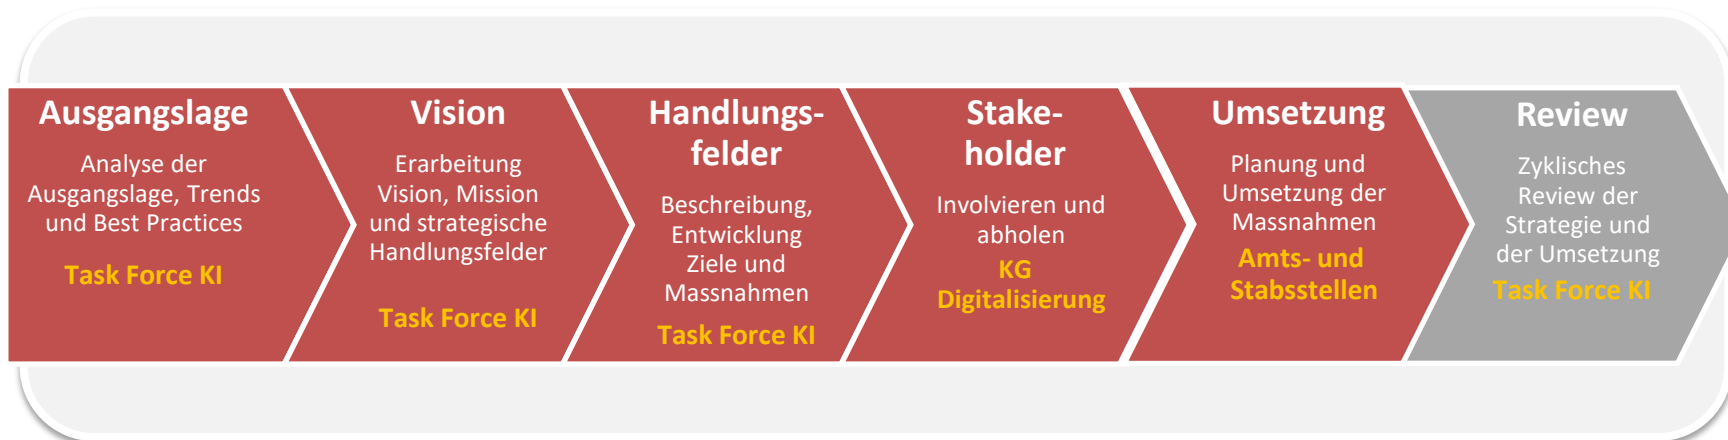 Ausgangslage
Analyse der
Ausgangslage, Trends
und Best Practices
Task Force KI
Vision
Erarbeitung
Vision, Mission
und strategische
Handlungsfelder
Task Force KI
Handlungs-
felder
Beschreibung,
Entwicklung
Ziele und
Massnahmen
Task Force KI
Stake-
holder
Involvieren und
abholen
KG
Digitalisierung
Umsetzung
Planung und
Umsetzung der
Massnahmen
Amts- und
Stabsstellen
Review
Zyklisches
Review der
Strategie und
der Umsetzung
Task Force KI